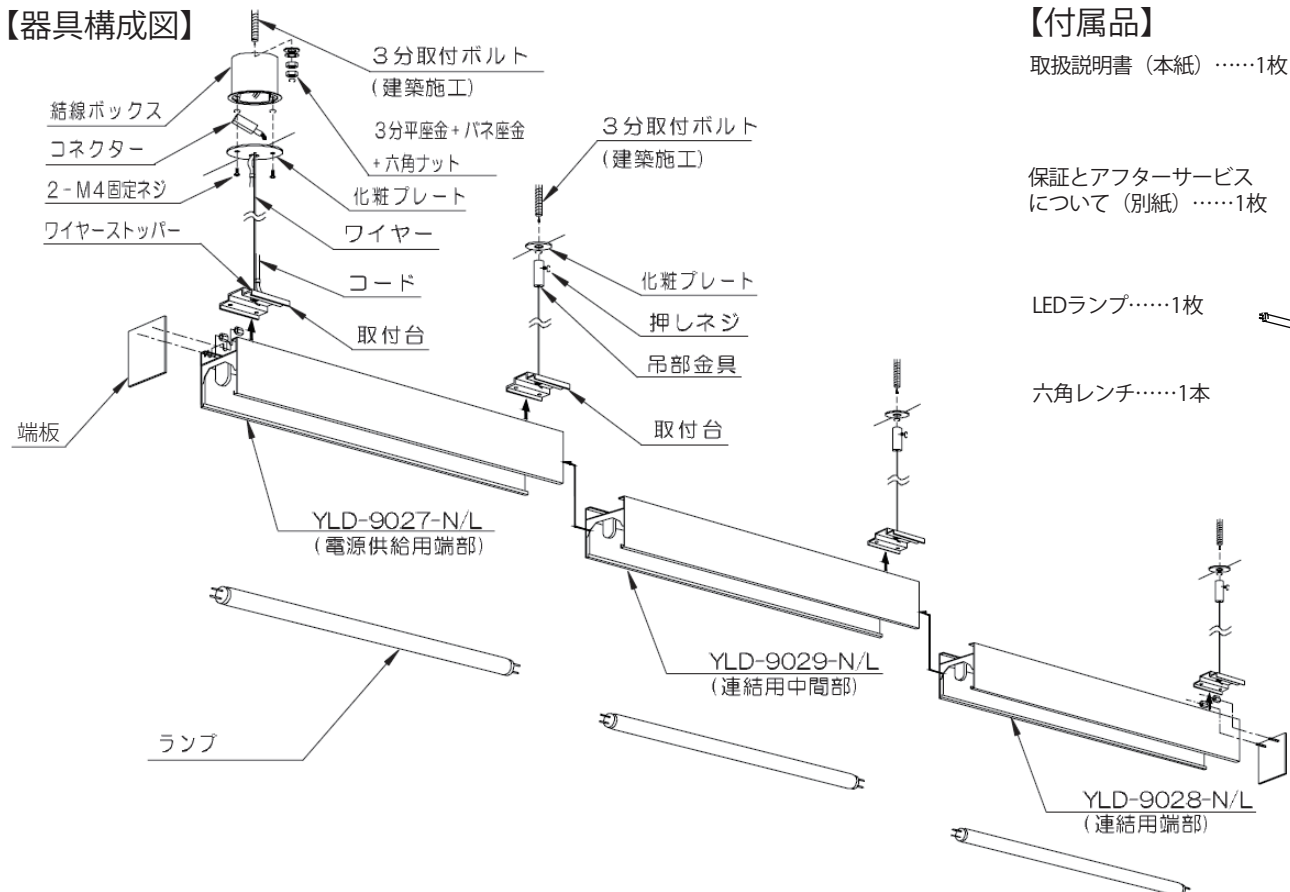 【器具構成図】
3分取付ボルト
(建築施工)
結線ボックス
コネクター
2-M4固定ネジ
ワイヤーストッパー
3分平座金+バネ座金
+六角ナット
化粧プレート
ワイヤー
コード
取付台
端板
3分取付ボルト
(建築施工)
化粧プレート
押しネジ
吊部金具
取付台
YLD-9027-N/L
(電源供給用端部)
YLD-9029-N/L
(連結用中間部)
YLD-9028-N/L
(連結用端部)
ランプ
【付属品】
取扱説明書(本紙)……1枚
保証とアフターサービス
について(別紙)……1枚
LEDランプ……1枚
六角レンチ……1本